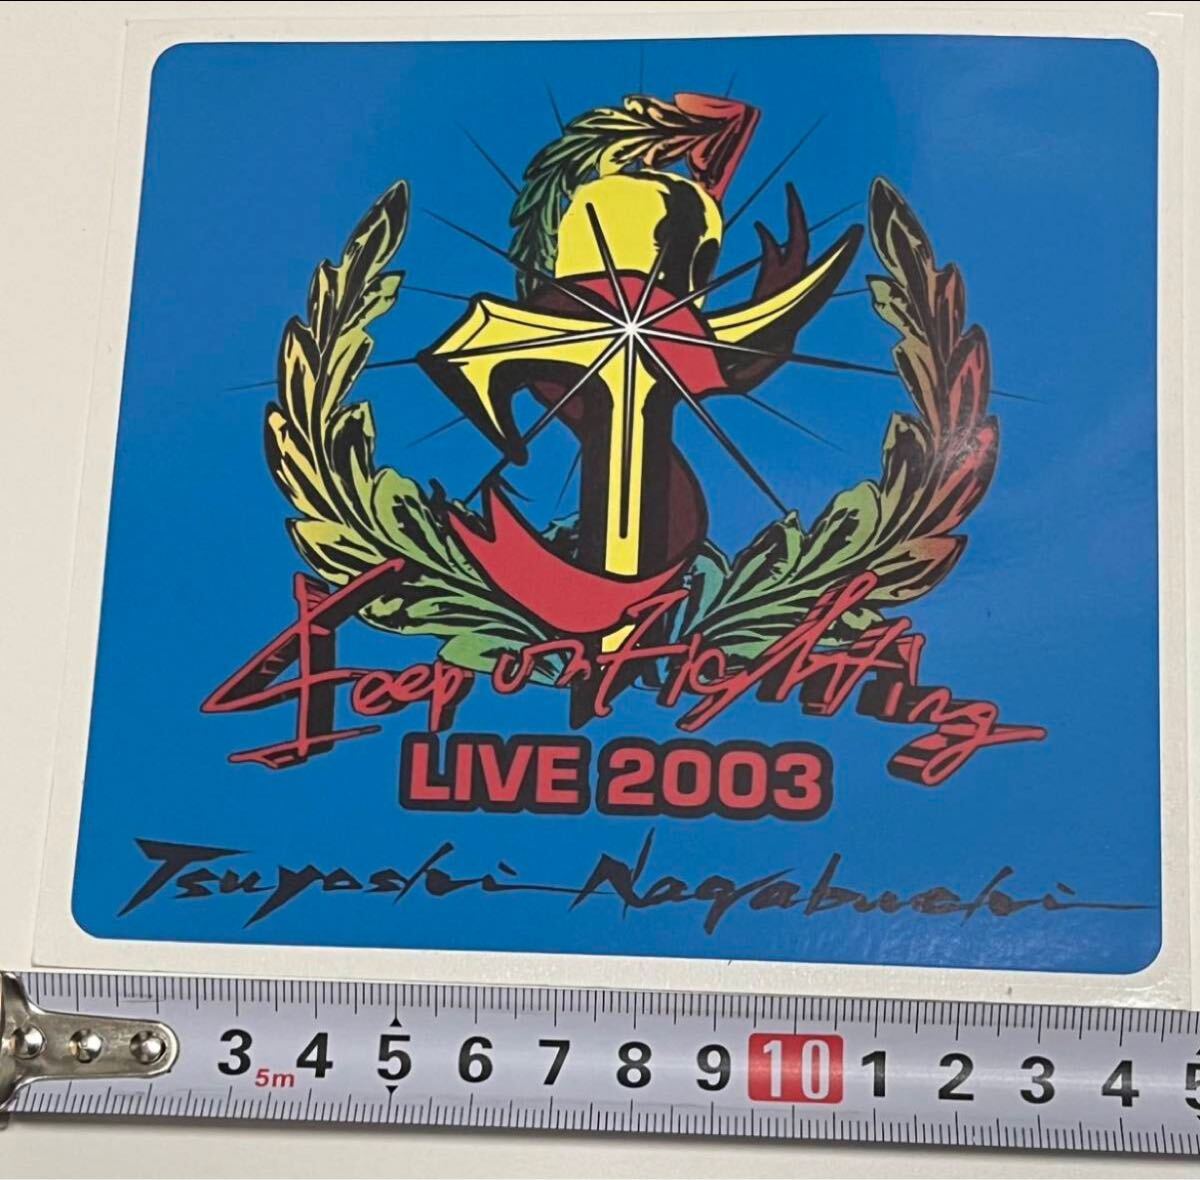 Keep on Fighting
LIVE 2003
Tsuyoshi Nagabuchi
3 4 5 6 7 8 9 10 1 2 3 4 5
5m